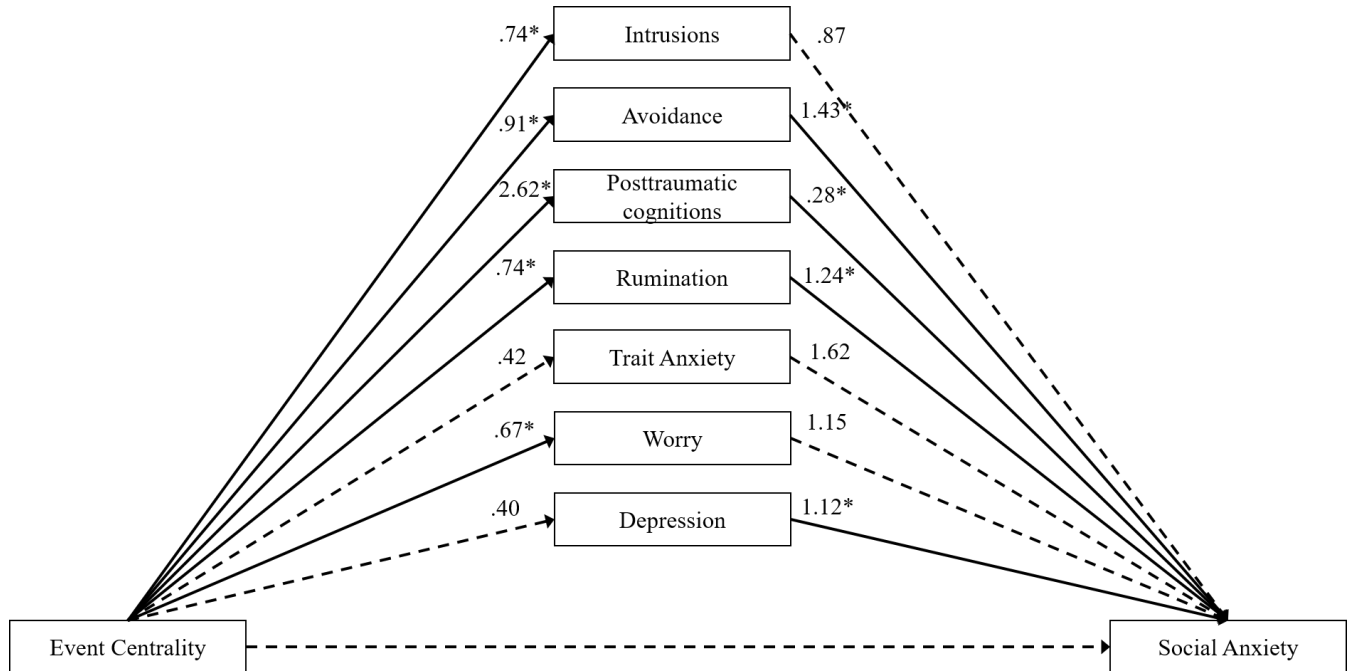 .74* Intrusions .87
.91* Avoidance 1.43*
2.62* Posttraumatic
cognitions .28*
.74* Rumination 1.24*
.42 Trait Anxiety 1.62
.67* Worry 1.15
.40 Depression 1.12*
Event Centrality Social Anxiety